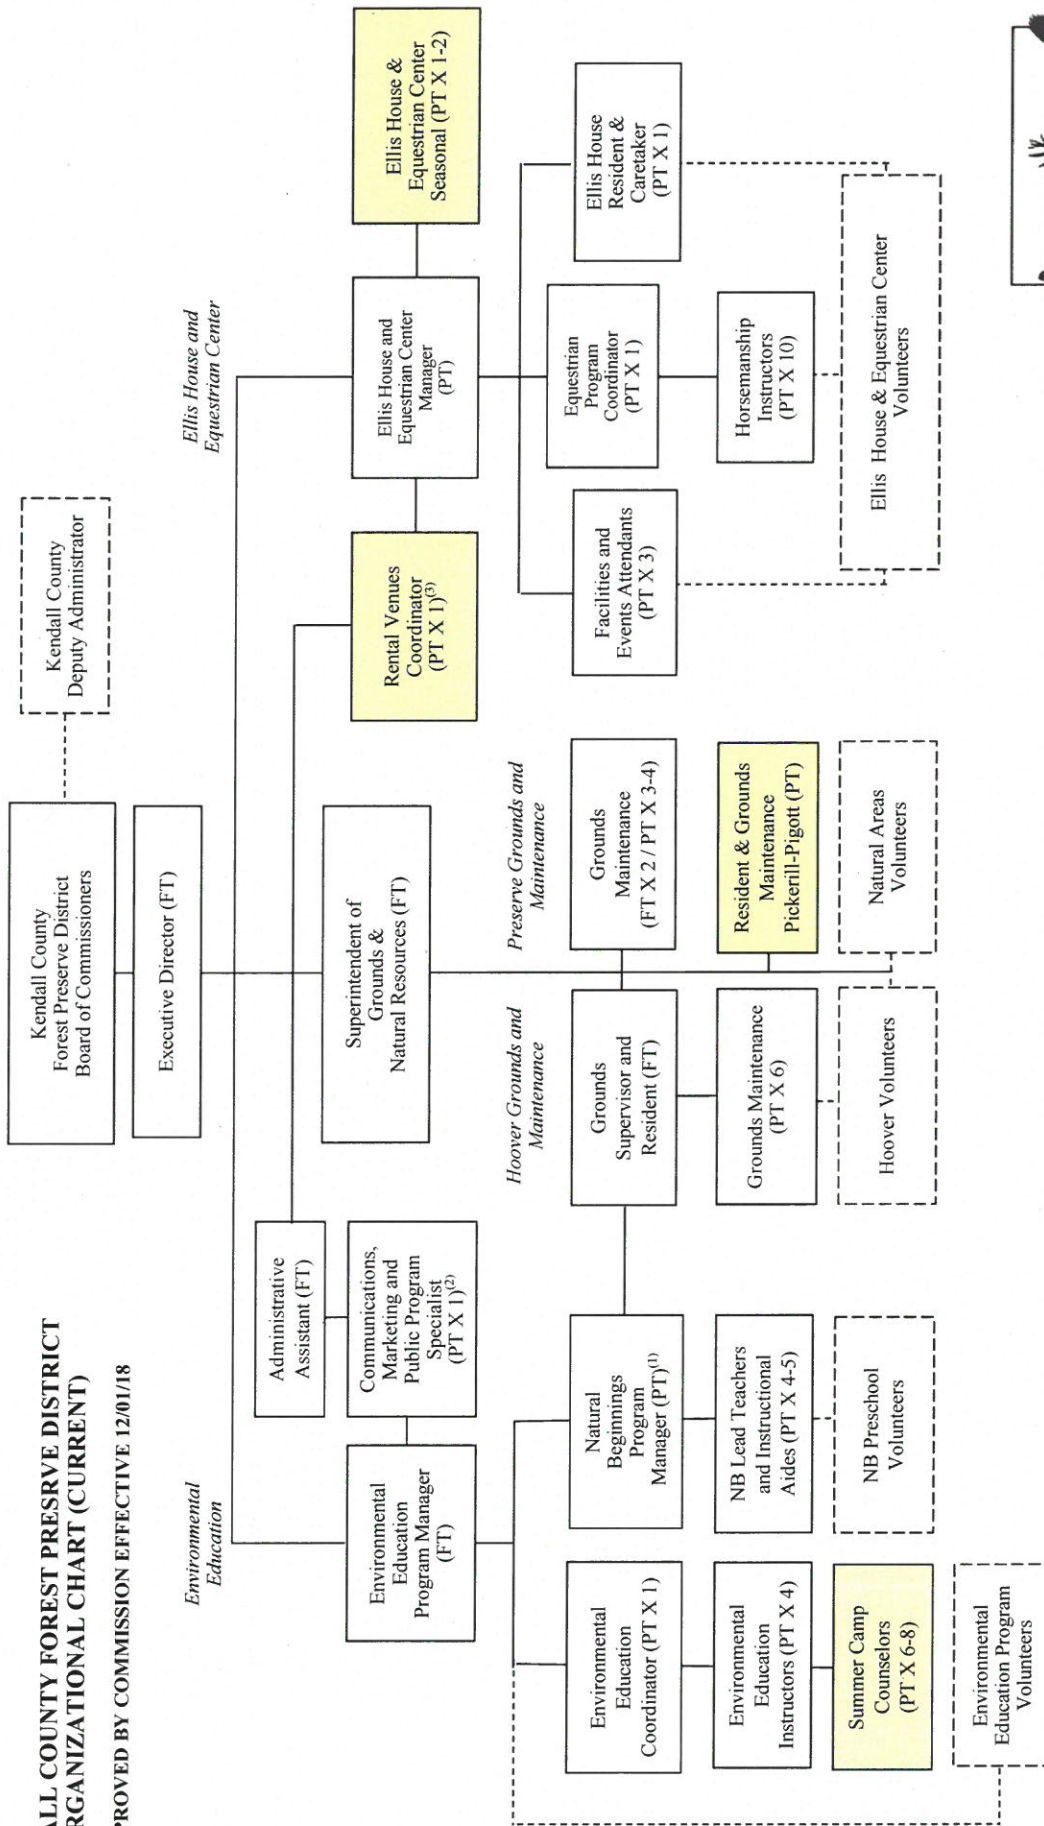 ALL COUNTY FOREST PRESRVE DISTRICT
RGANIZATIONAL CHART (CURRENT)
PROVED BY COMMISSION EFFECTIVE 12/01/18
Kendall County
Forest Preserve District
Board of Commissioners
Kendall County
Deputy Administrator
Executive Director (FT)
Environmental
Education
Ellis House and
Equestrian Center
Administrative
Assistant (FT)
Environmental
Education
Program Manager
(FT)
Communications,
Marketing and
Public Program
Specialist
(PT X 1)(2)
Superintendent of
Grounds &
Natural Resources (FT)
Rental Venues
Coordinator
(PT X 1)(3)
Ellis House and
Equestrian Center
Manager
(PT)
Ellis House &
Equestrian Center
Seasonal (PT X 1-2)
Hoover Grounds and
Maintenance
Preserve Grounds and
Maintenance
Environmental
Education
Coordinator (PT X 1)
Natural
Beginnings
Program
Manager (PT)(1)
Grounds
Supervisor and
Resident (FT)
Grounds
Maintenance
(FT X 2 / PT X 3-4)
Facilities and
Events Attendants
(PT X 3)
Equestrian
Program
Coordinator
(PT X 1)
Ellis House
Resident &
Caretaker
(PT X 1)
Environmental
Education
Instructors (PT X 4)
NB Lead Teachers
and Instructional
Aides (PT X 4-5)
Grounds Maintenance
(PT X 6)
Resident & Grounds
Maintenance
Pickerill-Pigott (PT)
Horsemanship
Instructors
(PT X 10)
Summer Camp
Counselors
(PT X 6-8)
NB Preschool
Volunteers
Hoover Volunteers
Natural Areas
Volunteers
Ellis House & Equestrian Center
Volunteers
Environmental
Education Program
Volunteers